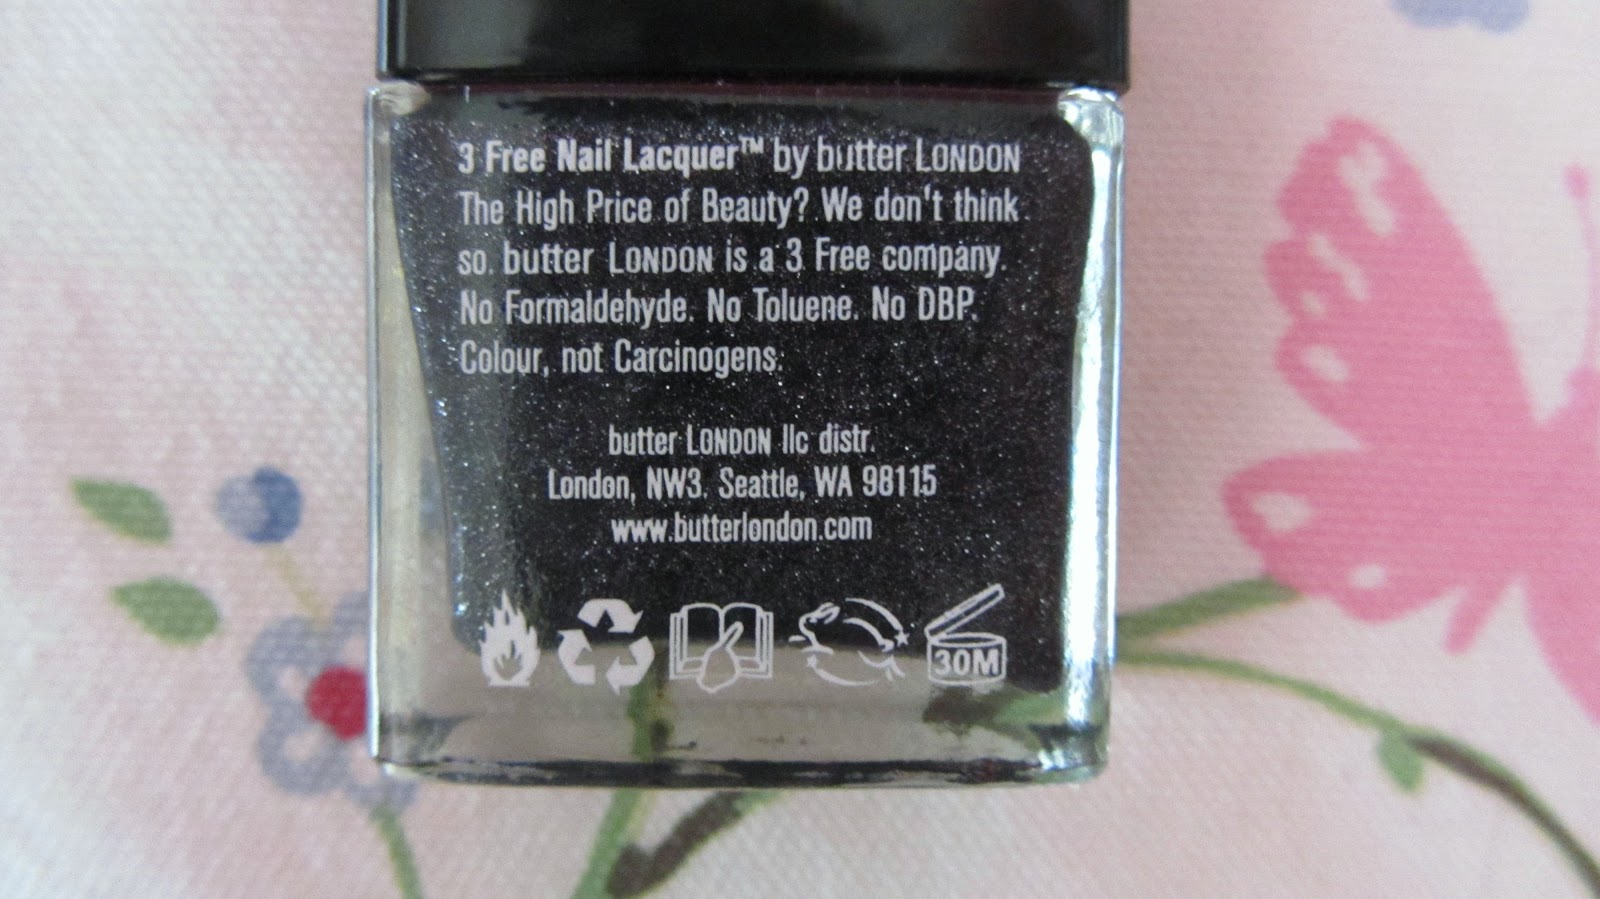 3 Free Nail Lacquer™ by butter LONDON
The High Price of Beauty? We don't think
so. butter LONDON is a 3 Free company.
No Formaldehyde. No Toluene. No DBP.
Colour, not Carcinogens.
butter LONDON llc distr.
London, NW3. Seattle, WA 98115
www.butterlondon.com
30M